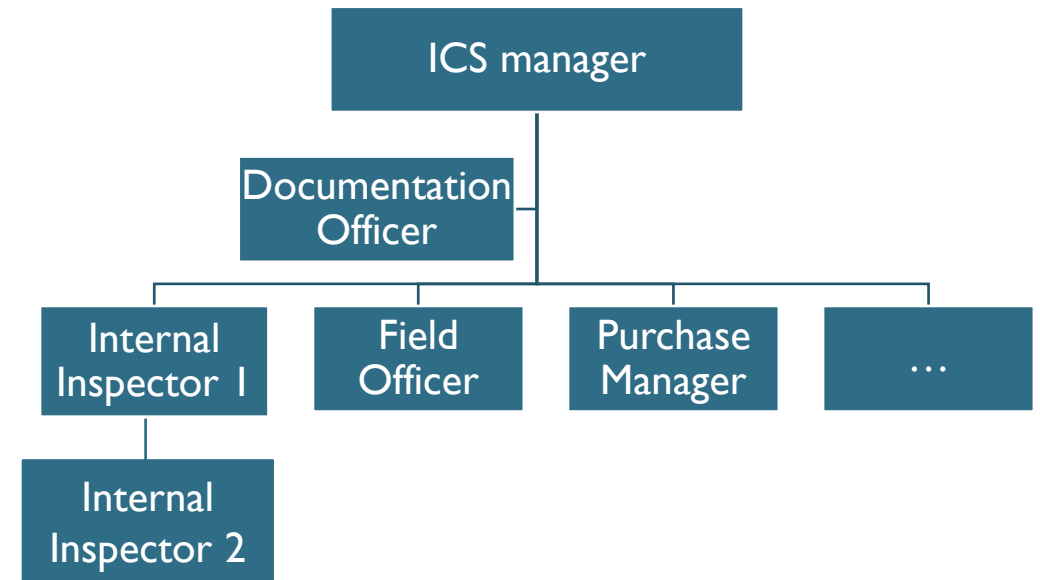 ICS manager
Documentation
Officer
Internal
Inspector 1
Field
Officer
Purchase
Manager
...
Internal
Inspector 2